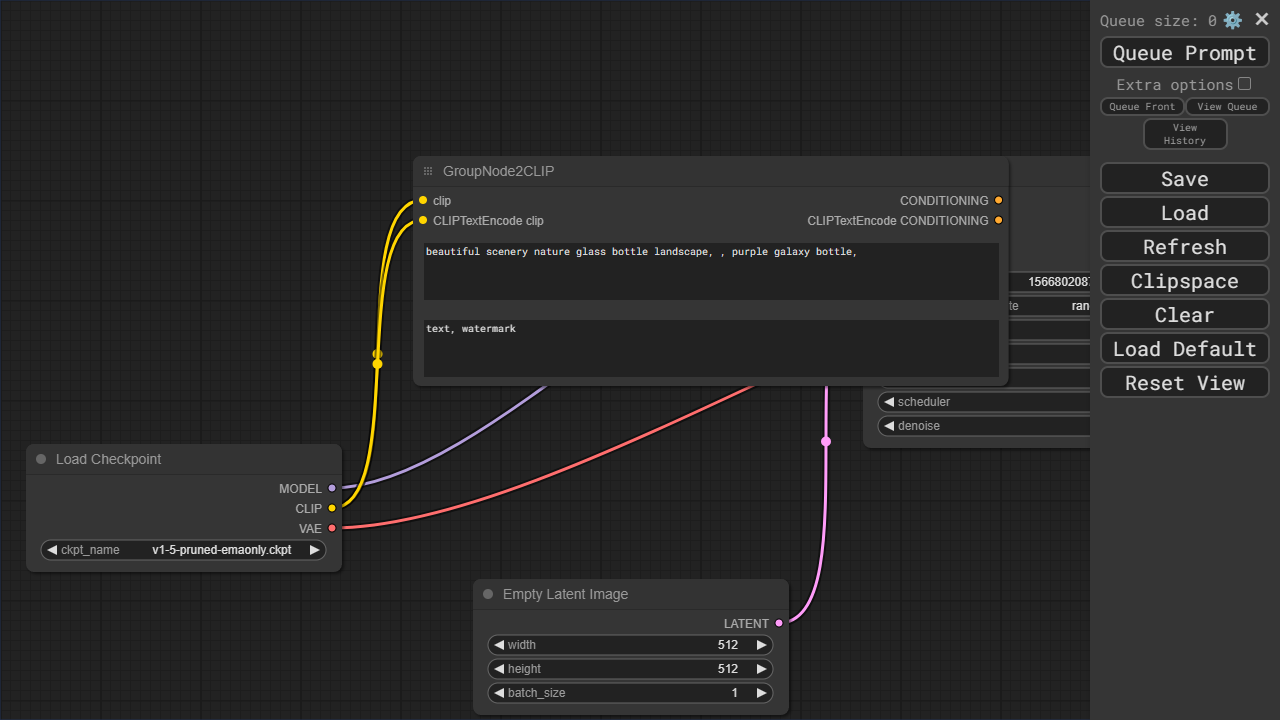 Queue size: 0
Queue Prompt
Extra options
Queue Front
View Queue
View
History
Save
Load
Refresh
Clipspace
Clear
Load Default
Reset View
GroupNode2CLIP
clip
CONDITIONING
CLIPTextEncode clip
CLIPTextEncode CONDITIONING
beautiful scenery nature glass bottle landscape, , purple galaxy bottle,
text, watermark
1566802087
te
ran
scheduler
denoise
Load Checkpoint
MODEL
CLIP
VAE
ckpt_name
v1-5-pruned-emaonly.ckpt
Empty Latent Image
LATENT
width
512
height
512
batch_size
1